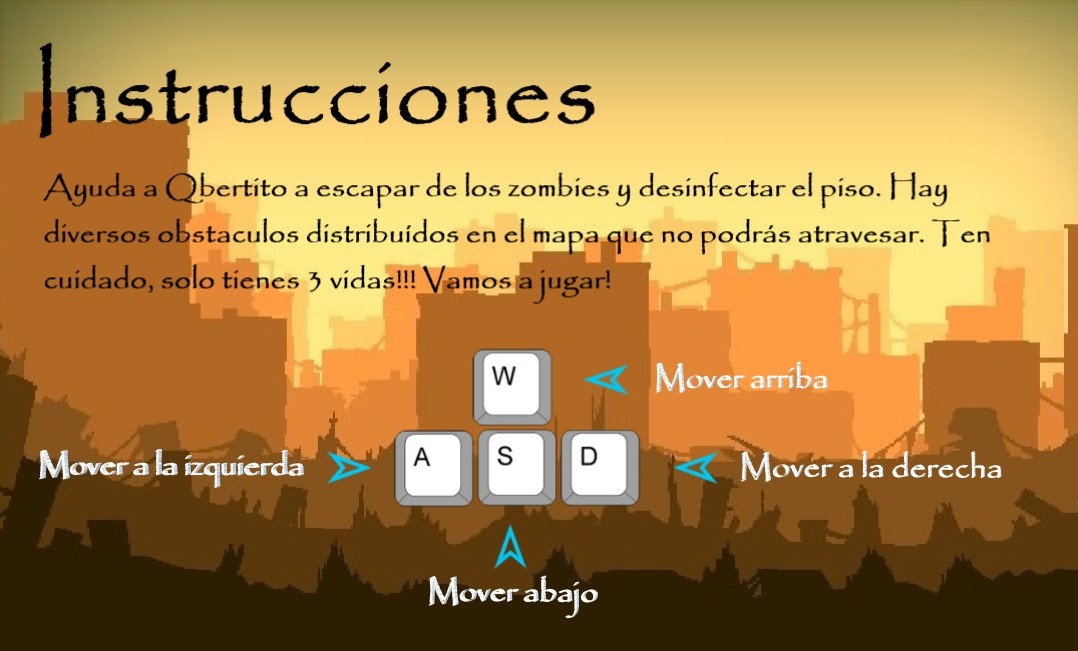 Instrucciones
Ayuda a Qbertito a escapar de los zombies y desinfectar el piso. Hay
diversos obstaculos distribuídos en el mapa que no podrás atravesar. Ten
cuidado, solo tienes 3 vidas!!! Vamos a jugar!
W
Mover arriba
Mover a la izquierda
A
S
D
Mover a la derecha
Mover abajo